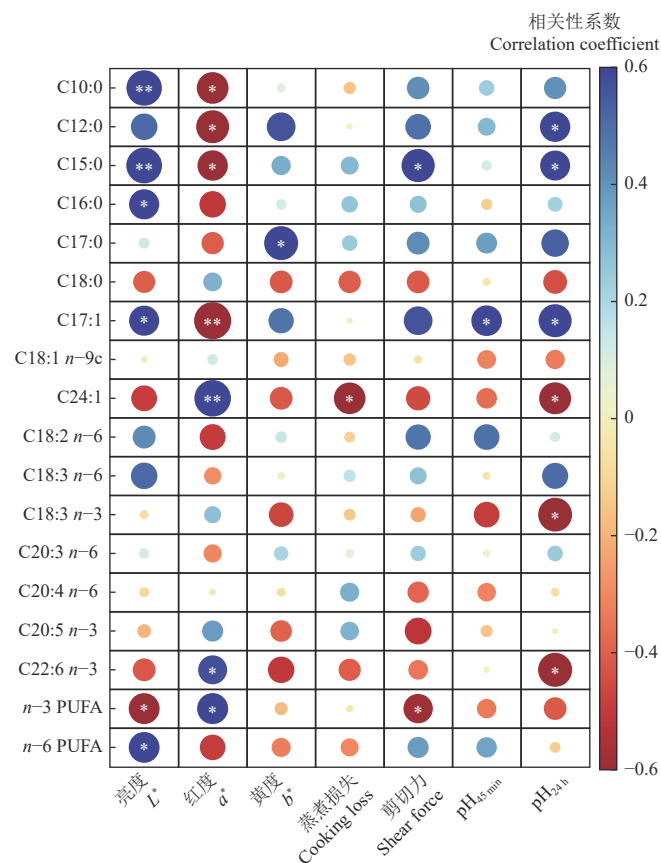 相关性系数
Correlation coefficient
C10:0
C12:0
C15:0
C16:0
C17:0
C18:0
C17:1
C18:1 n−9c
C24:1
C18:2 n−6
C18:3 n−6
C18:3 n−3
C20:3 n−6
C20:4 n−6
C20:5 n−3
C22:6 n−3
n−3 PUFA
n−6 PUFA
** *
* *
** * * *
*
*
* ** * *
** * *
*
* *
* * *
*
0.6
0.4
0.2
0
−0.2
−0.4
−0.6
亮度
L*
红度
a*
黄度
b*
蒸煮损失
Cooking loss
剪切力
Shear force
pH45 min
pH24 h